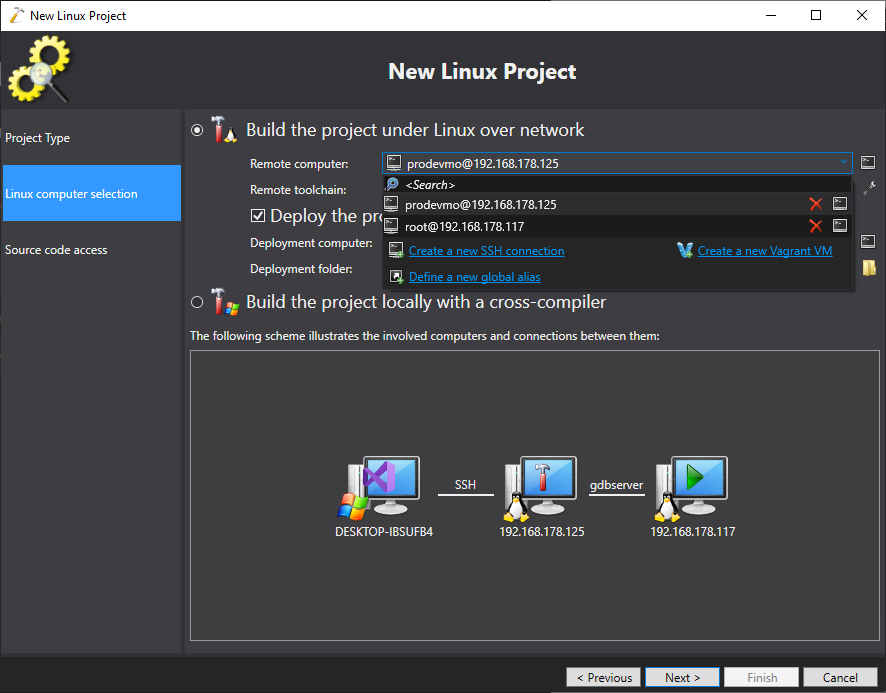 New Linux Project
New Linux Project
Project Type
Linux computer selection
Source code access
Build the project under Linux over network
Remote computer:
prodevmo@192.168.178.125
<Search>
Remote toolchain:
prodevmo@192.168.178.125
Deploy the pro
root@192.168.178.117
Deployment computer:
Create a new SSH connection
Create a new Vagrant VM
Deployment folder:
Define a new global alias
Build the project locally with a cross-compiler
The following scheme illustrates the involved computers and connections between them:
SSH
gdbserver
DESKTOP-IBSUFB4
192.168.178.125
192.168.178.117
< Previous
Next >
Finish
Cancel